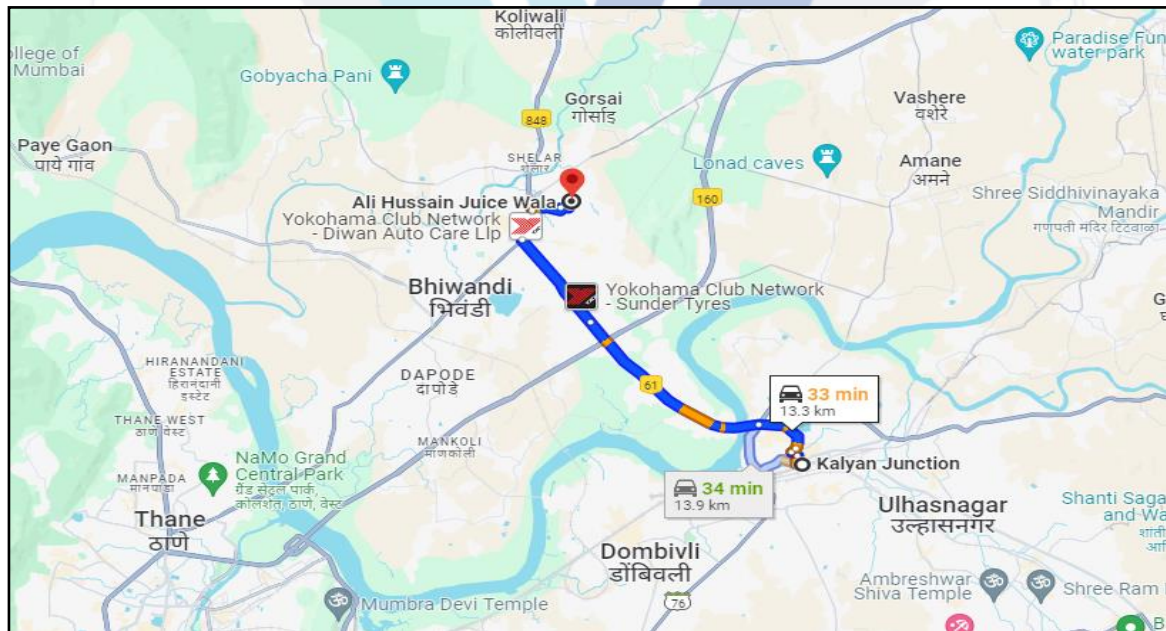 Koliwali
कोलीवली
ollege of
Mumbai
Gobyacha Pani
Paradise Fun
water park
848
Gorsai
गोर्साइ
Vashere
वशेरे
Paye Gaon
पाये गांव
SHELAR
शेलार
Lonad caves
Amane
अमने
160
Ali Hussain Juice Wala
Shree Siddhivinayaka
Mandir
गणपती मंदिर टिटवाळा
Yokohama Club Network
- Diwan Auto Care Llp
Bhiwandi
भिवंडी
Yokohama Club Network
- Sunder Tyres
HIRANANDANI
ESTATE
हिरानंदानी
इस्टेट
DAPODE
दापोडे
61
33 min
13.3 km
THANE WEST
ठाणे वेस्ट
MANKOLI
माणकोली
NaMo Grand
Central Park
ग्रँड सेंट्रल पार्क,
कोलशेत, ठाणे, वेस्ट
MANPADA
मानपाडा
Kalyan Junction
34 min
13.9 km
Thane
ठाणे
Ulhasnagar
उल्हासनगर
Shanti Saga
and Wa
Dombivli
डोंबिवली
76
Ambreshwar
Shiva Temple
Shree Ram
Mumbra Devi Temple
B